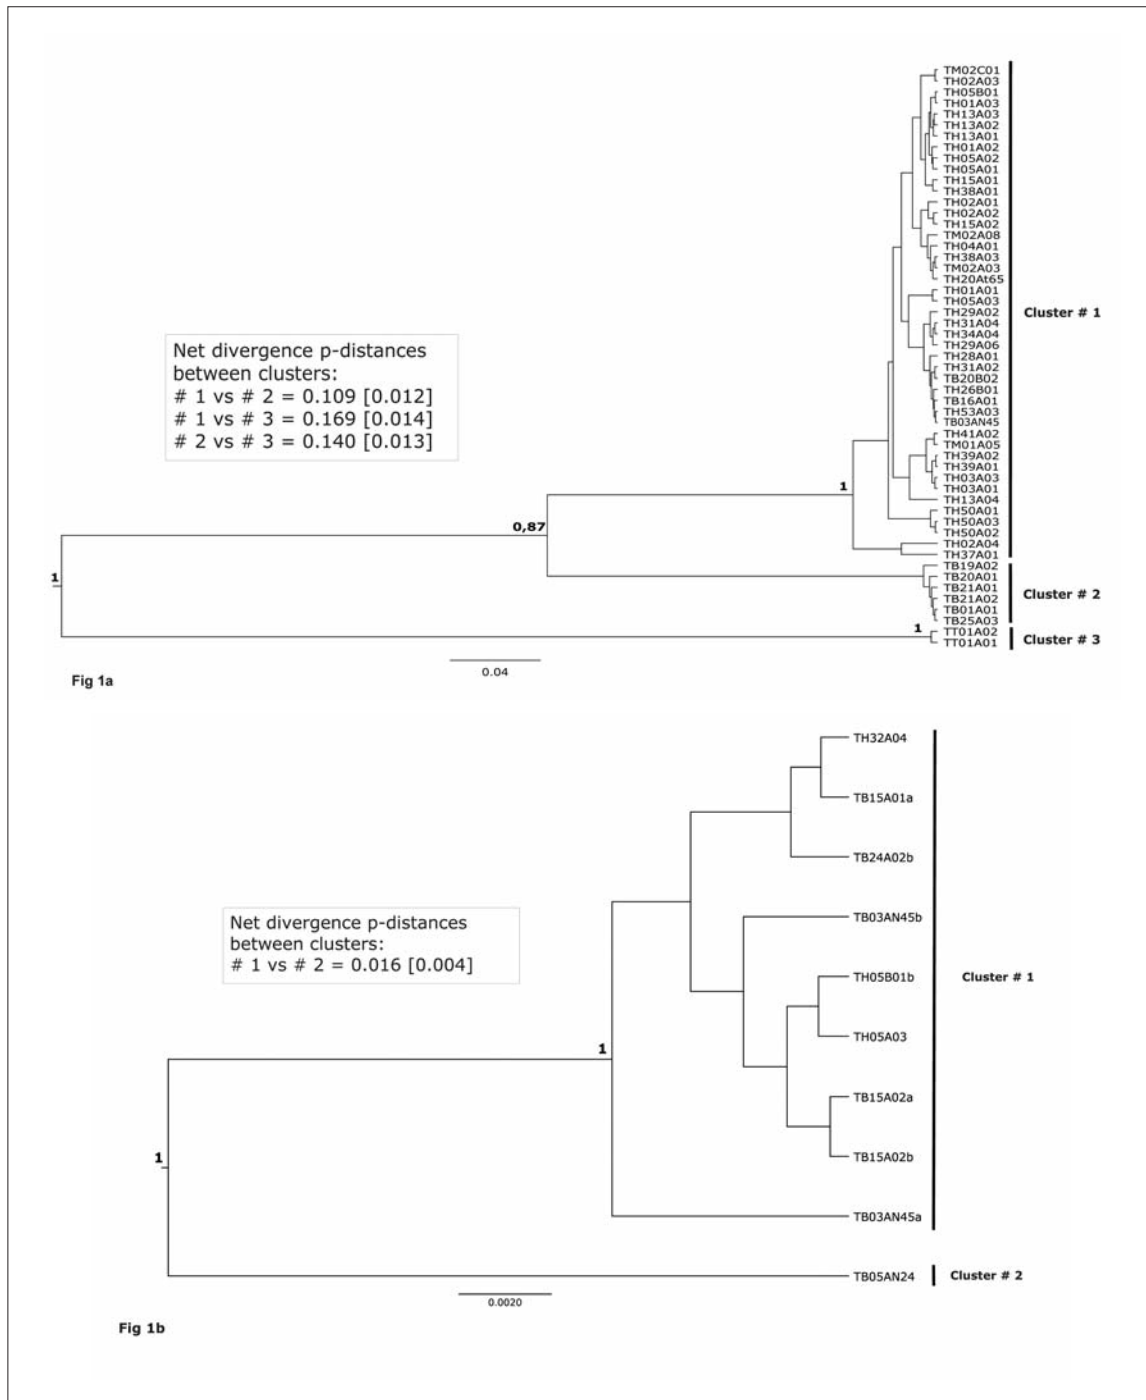 TM02C01
TH02A03
TH05B01
TH01A03
TH13A03
TH13A02
TH13A01
TH01A02
TH05A02
TH05A01
TH15A01
TH38A01
TH02A01
TH02A02
TH15A02
TM02A08
TH04A01
TH38A03
TM02A03
TH20At65
TH01A01
TH05A03
TH29A02
Cluster # 1
TH31A04
TH34A04
TH29A06
TH28A01
TH31A02
TB20B02
TH26B01
TB16A01
TH53A03
TB03AN45
TH41A02
TM01A05
TH39A02
TH39A01
TH03A03
TH03A01
TH13A04
TH50A01
TH50A03
TH50A02
TH02A04
TH37A01
TB19A02
TB20A01
TB21A01
Cluster # 2
TB21A02
TB01A01
TB25A03
TT01A02
Cluster # 3
TT01A01
Net divergence p-distances
between clusters:
# 1 vs # 2 = 0.109 [0.012]
# 1 vs # 3 = 0.169 [0.014]
# 2 vs # 3 = 0.140 [0.013]
1
0,87
1
1
0.04
Fig 1a
TH32A04
TB15A01a
TB24A02b
TB03AN45b
TH05B01b
Cluster # 1
TH05A03
TB15A02a
TB15A02b
TB03AN45a
TB05AN24
Cluster # 2
Net divergence p-distances
between clusters:
# 1 vs # 2 = 0.016 [0.004]
1
1
0.0020
Fig 1b